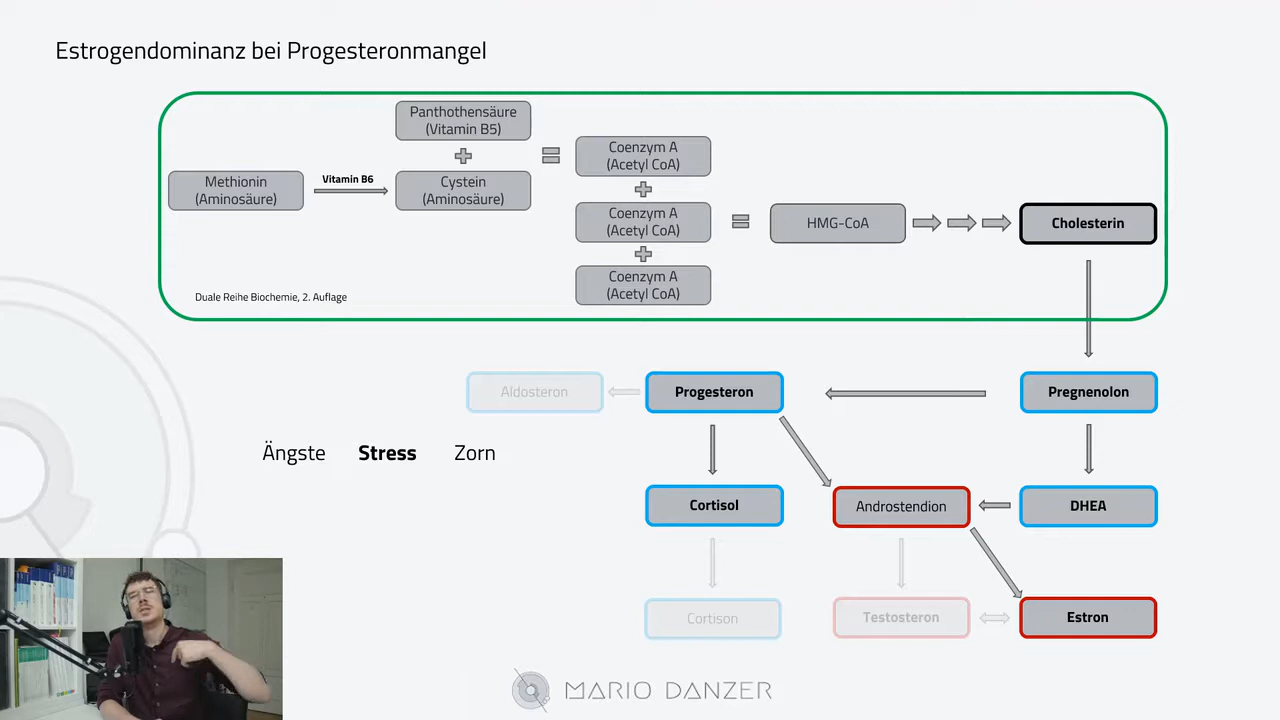 Estrogendominanz bei Progesteronmangel
Panthothensäure
(Vitamin B5)
Methionin
(Aminosäure)
Vitamin B6
Cystein
(Aminosäure)
Coenzym A
(Acetyl CoA)
Coenzym A
(Acetyl CoA)
Coenzym A
(Acetyl CoA)
HMG-CoA
Cholesterin
Duale Reihe Biochemie, 2. Auflage
Aldosteron
Progesteron
Pregnenolon
Ängste Stress Zorn
Cortisol
Androstendion
DHEA
Cortison
Testosteron
Estron
MARIO DANZER